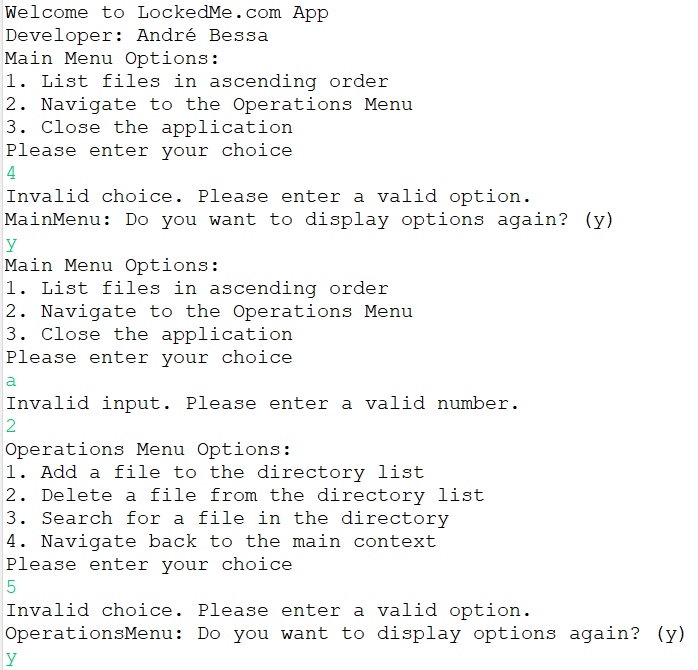 Welcome to LockedMe.com App
Developer: André Bessa
Main Menu Options:
1. List files in ascending order
2. Navigate to the Operations Menu
3. Close the application
Please enter your choice
4
Invalid choice. Please enter a valid option.
MainMenu: Do you want to display options again? (y)
y
Main Menu Options:
1. List files in ascending order
2. Navigate to the Operations Menu
3. Close the application
Please enter your choice
a
Invalid input. Please enter a valid number.
2
Operations Menu Options:
1. Add a file to the directory list
2. Delete a file from the directory list
3. Search for a file in the directory
4. Navigate back to the main context
Please enter your choice
5
Invalid choice. Please enter a valid option.
OperationsMenu: Do you want to display options again? (y)
y